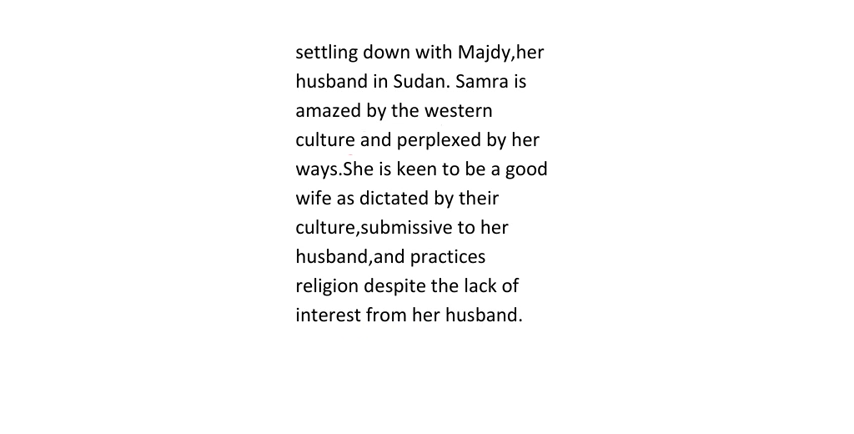 settling down with Majdy,her
husband in Sudan. Samra is
amazed by the western
culture and perplexed by her
ways.She is keen to be a good
wife as dictated by their
culture,submissive to her
husband,and practices
religion despite the lack of
interest from her husband.